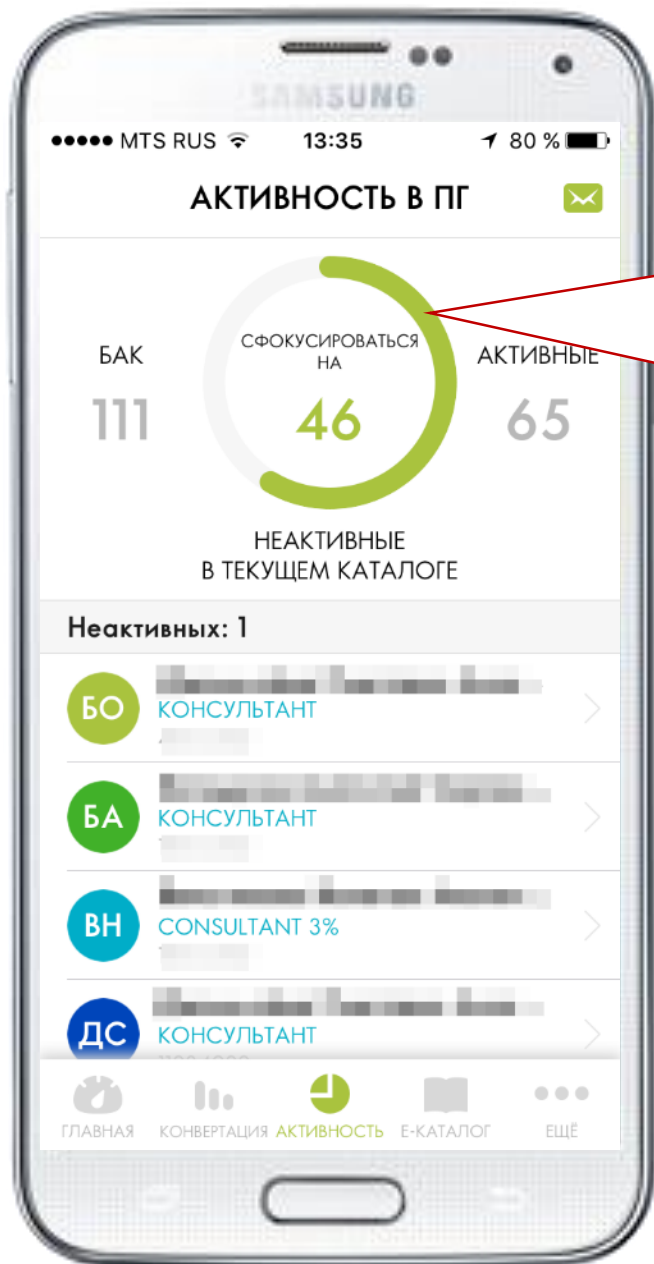 SAMSUNG
MTS RUS 13:35 80 %
АКТИВНОСТЬ В ПГ
БАК
111
СФОКУСИРОВАТЬСЯ
НА
46
АКТИВНЫЕ
65
НЕАКТИВНЫЕ
В ТЕКУЩЕМ КАТАЛОГЕ
Неактивных: 1
БО
КОНСУЛЬТАНТ
БА
КОНСУЛЬТАНТ
ВН
CONSULTANT 3%
ДС
КОНСУЛЬТАНТ
ГЛАВНАЯ КОНВЕРТАЦИЯ АКТИВНОСТЬ Е-КАТАЛОГ ЕЩЁ